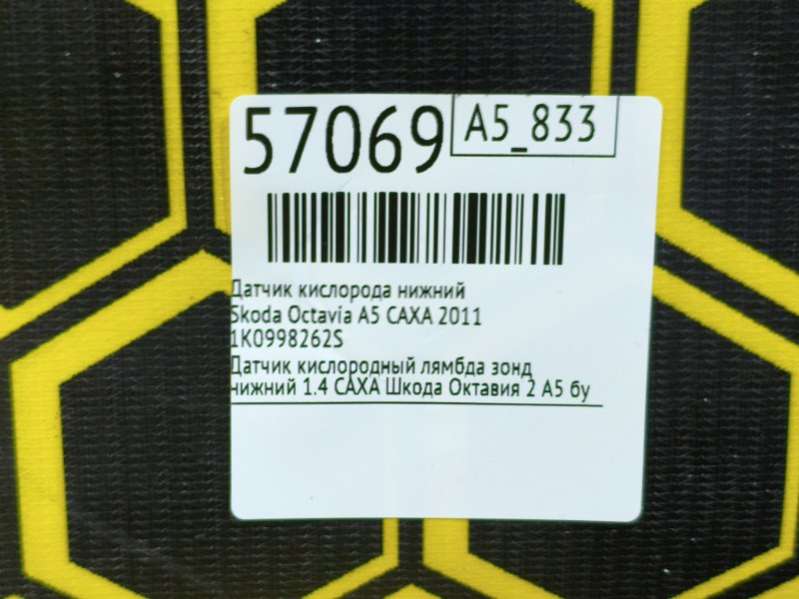 57069
A5_833
Датчик кислорода нижний
Skoda Octavia A5 CAXA 2011
1K0998262S
Датчик кислородный лямбда зонд
нижний 1.4 CAXA Шкода Октавия 2 А5 бу